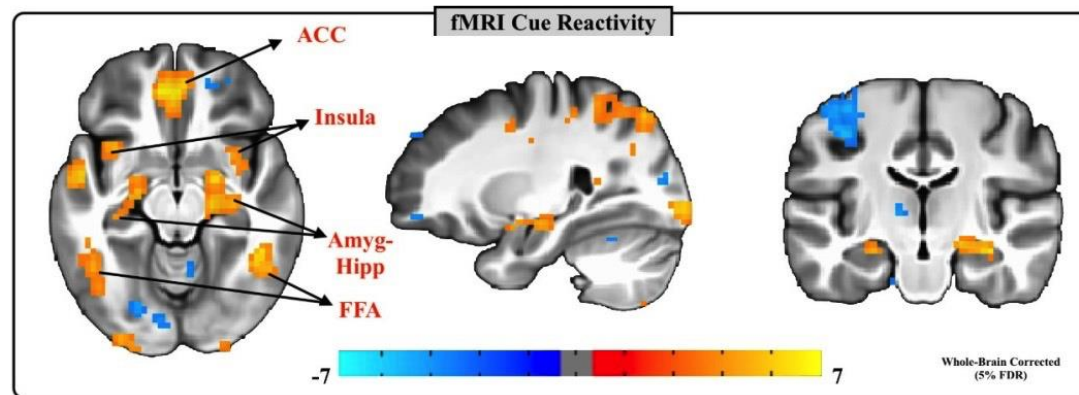 fMRI Cue Reactivity
ACC
Insula
Amyg-
Hipp
FFA
-7
7
Whole-Brain Corrected
(5% FDR)